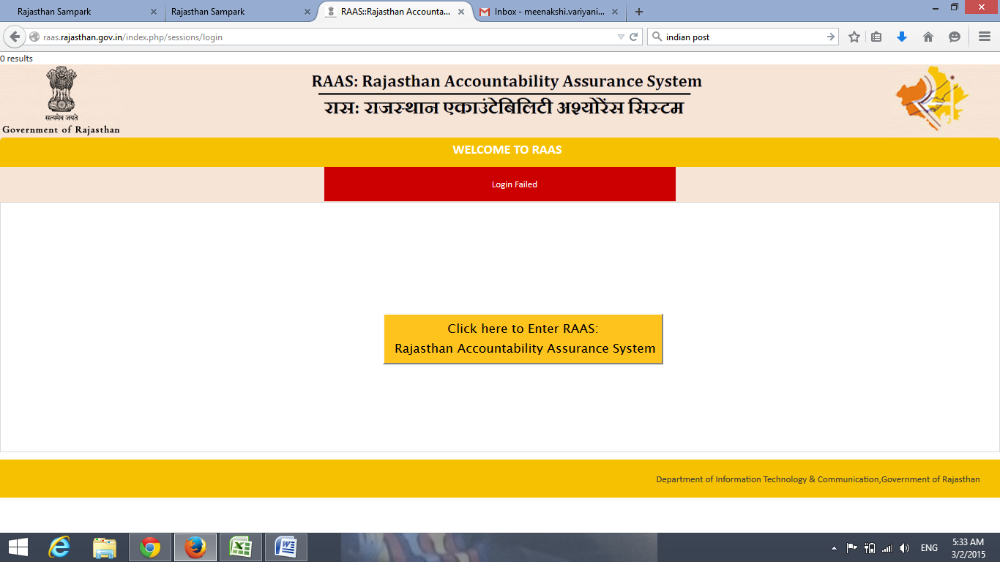 Rajasthan Sampark
Rajasthan Sampark
RAAS::Rajasthan Accounta...
Inbox - meenakshi.variyani...
raas.rajasthan.gov.in/index.php/sessions/login
indian post
0 results
सत्यमेव जयते
Government of Rajasthan
RAAS: Rajasthan Accountability Assurance System
रासः राजस्थान एकाउंटेबिलिटी अश्योरेंस सिस्टम
WELCOME TO RAAS
Login Failed
Click here to Enter RAAS:
Rajasthan Accountability Assurance System
Department of Information Technology & Communication,Government of Rajasthan
ENG
5:33 AM
3/2/2015